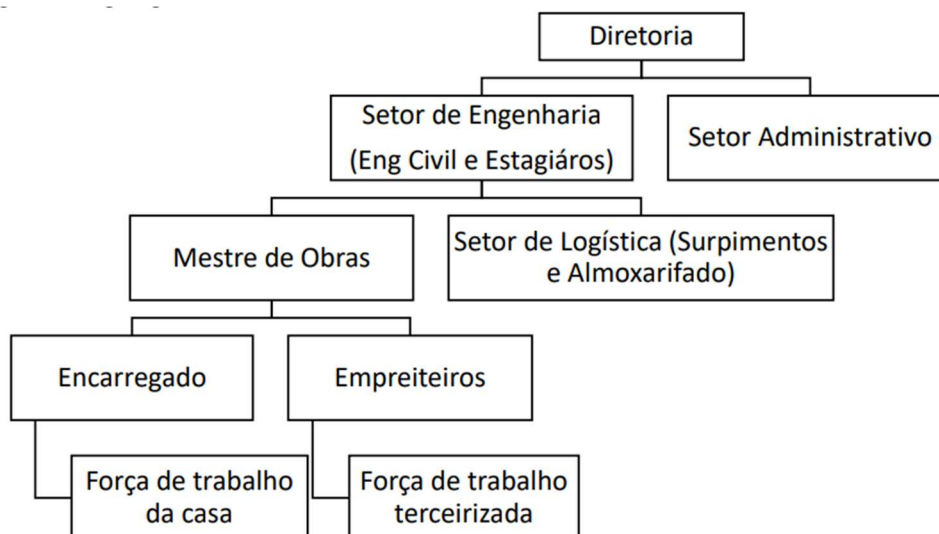 Diretoria
Setor de Engenharia
(Eng Civil e Estagiáros)
Setor Administrativo
Mestre de Obras
Setor de Logística (Surpimentos
e Almoxarifado)
Encarregado
Empreiteiros
Força de trabalho
da casa
Força de trabalho
terceirizada